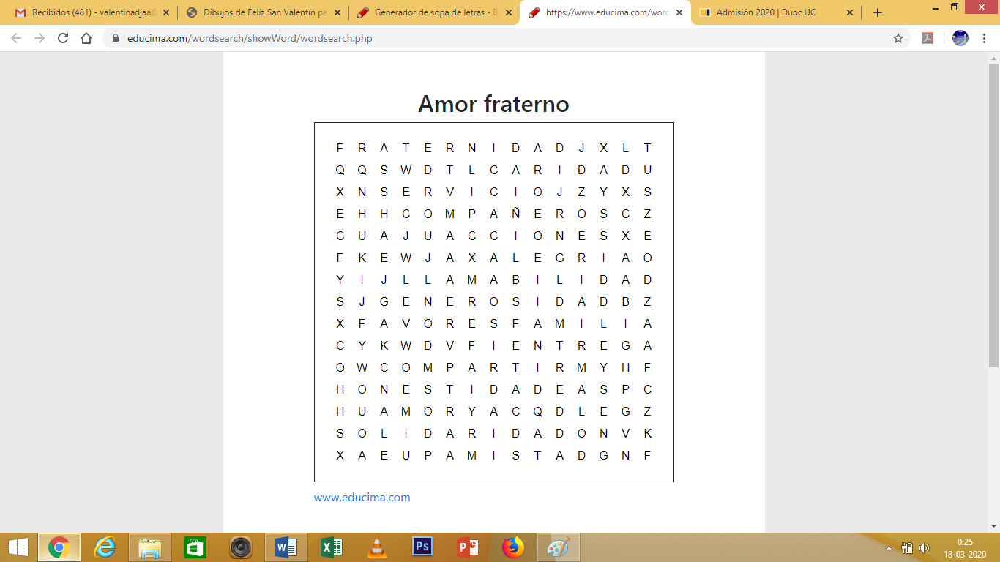 Recibidos (481) - valentinadjaa@
Dibujos de Felíz San Valentín pa
Generador de sopa de letras - B
https://www.educima.com/word
Admisión 2020 | Duoc UC
educima.com/wordsearch/showWord/wordsearch.php
Amor fraterno
F R A T E R N I D A D J X L T
Q Q S W D T L C A R I D A D U
X N S E R V I C I O J Z Y X S
E H H C O M P A Ñ E R O S C Z
C U A J U A C C I O N E S X E
F K E W J A X A L E G R I A O
Y I J L L A M A B I L I D A D
S J G E N E R O S I D A D B Z
X F A V O R E S F A M I L I A
C Y K W D V F I E N T R E G A
O W C O M P A R T I R M Y H F
H O N E S T I D A D E A S P C
H U A M O R Y A C Q D L E G Z
S O L I D A R I D A D O N V K
X A E U P A M I S T A D G N F
www.educima.com
0:25
18-03-2020